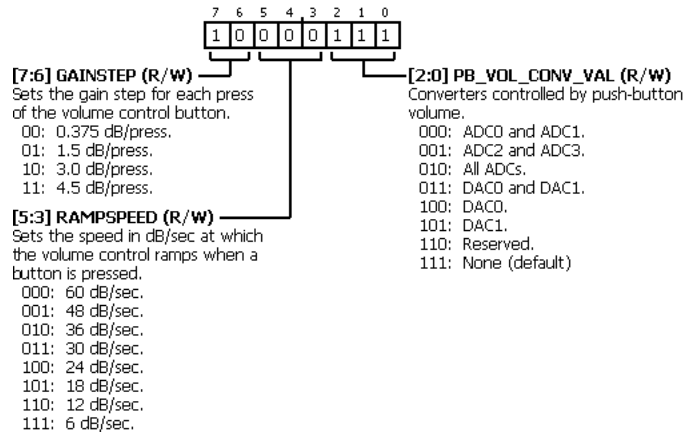 7 6 5 4 3 2 1 0
1 0 0 0 0 1 1 1
[7:6] GAINSTEP (R/W)
Sets the gain step for each press
of the volume control button.
00: 0.375 dB/press.
01: 1.5 dB/press.
10: 3.0 dB/press.
11: 4.5 dB/press.
[5:3] RAMPSPEED (R/W)
Sets the speed in dB/sec at which
the volume control ramps when a
button is pressed.
000: 60 dB/sec.
001: 48 dB/sec.
010: 36 dB/sec.
011: 30 dB/sec.
100: 24 dB/sec.
101: 18 dB/sec.
110: 12 dB/sec.
111: 6 dB/sec.
[2:0] PB_VOL_CONV_VAL (R/W)
Converters controlled by push-button
volume.
000: ADC0 and ADC1.
001: ADC2 and ADC3.
010: All ADCs.
011: DAC0 and DAC1.
100: DAC0.
101: DAC1.
110: Reserved.
111: None (default)